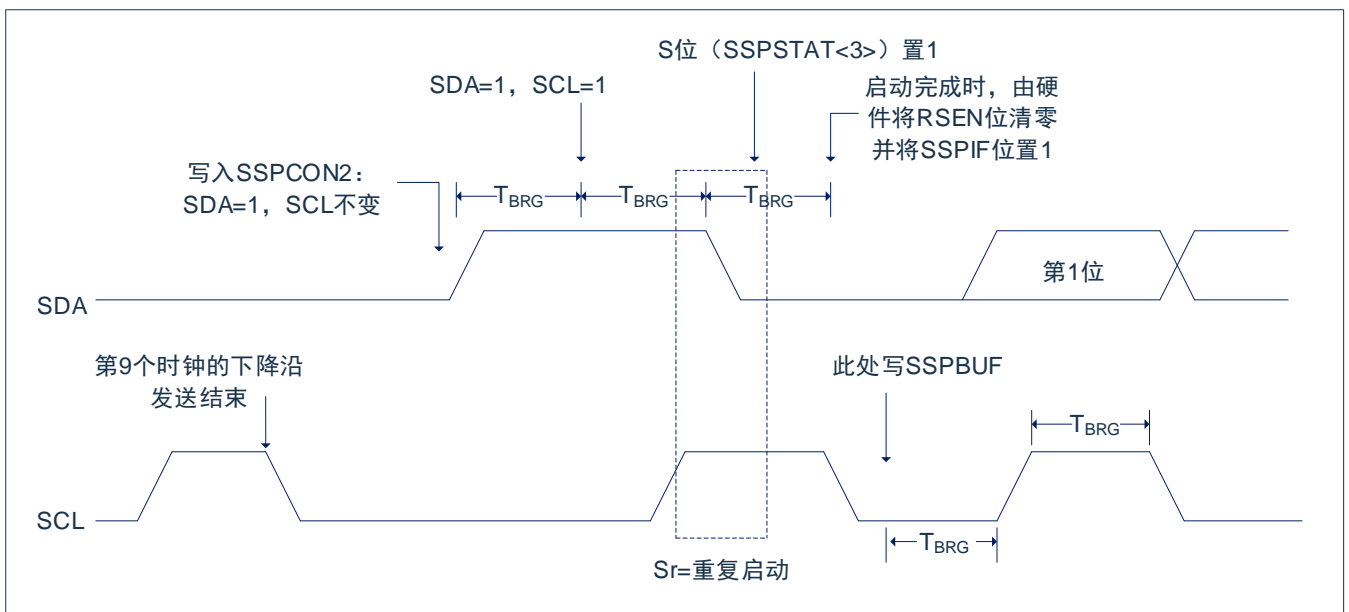 S位（SSPSTAT<3>）置1
SDA=1，SCL=1
启动完成时，由硬
件将RSEN位清零
并将SSPIF位置1
写入SSPCON2：
SDA=1，SCL不变
TBRG
TBRG
TBRG
第1位
SDA
第9个时钟的下降沿
发送结束
此处写SSPBUF
TBRG
SCL
TBRG
Sr=重复启动